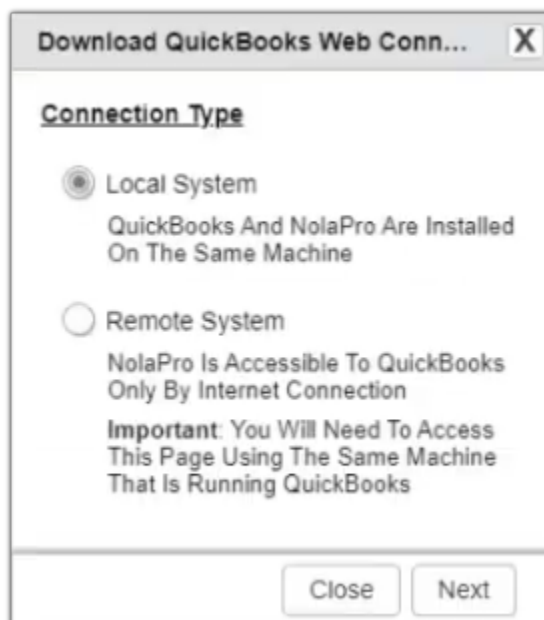 Download QuickBooks Web Conn...
X
Connection Type
Local System
QuickBooks And NolaPro Are Installed
On The Same Machine
Remote System
NolaPro Is Accessible To QuickBooks
Only By Internet Connection
Important: You Will Need To Access
This Page Using The Same Machine
That Is Running QuickBooks
Close Next